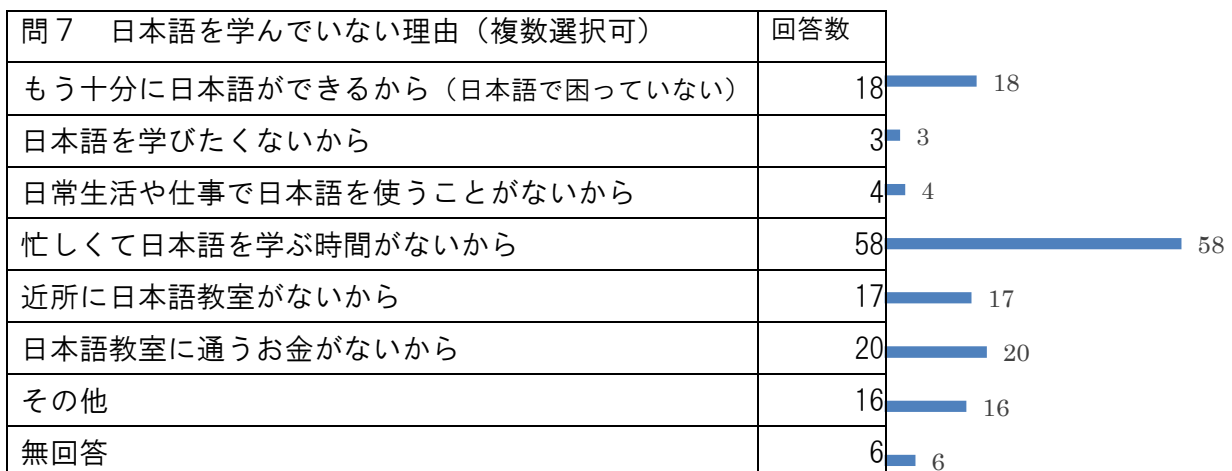 問７　日本語を学んでいない理由（複数選択可） 回答数
もう十分に日本語ができるから（日本語で困っていない） 18 18
日本語を学びたくないから 3 3
日常生活や仕事で日本語を使うことがないから 4 4
忙しくて日本語を学ぶ時間がないから 58 58
近所に日本語教室がないから 17 17
日本語教室に通うお金がないから 20 20
その他 16 16
無回答 6 6